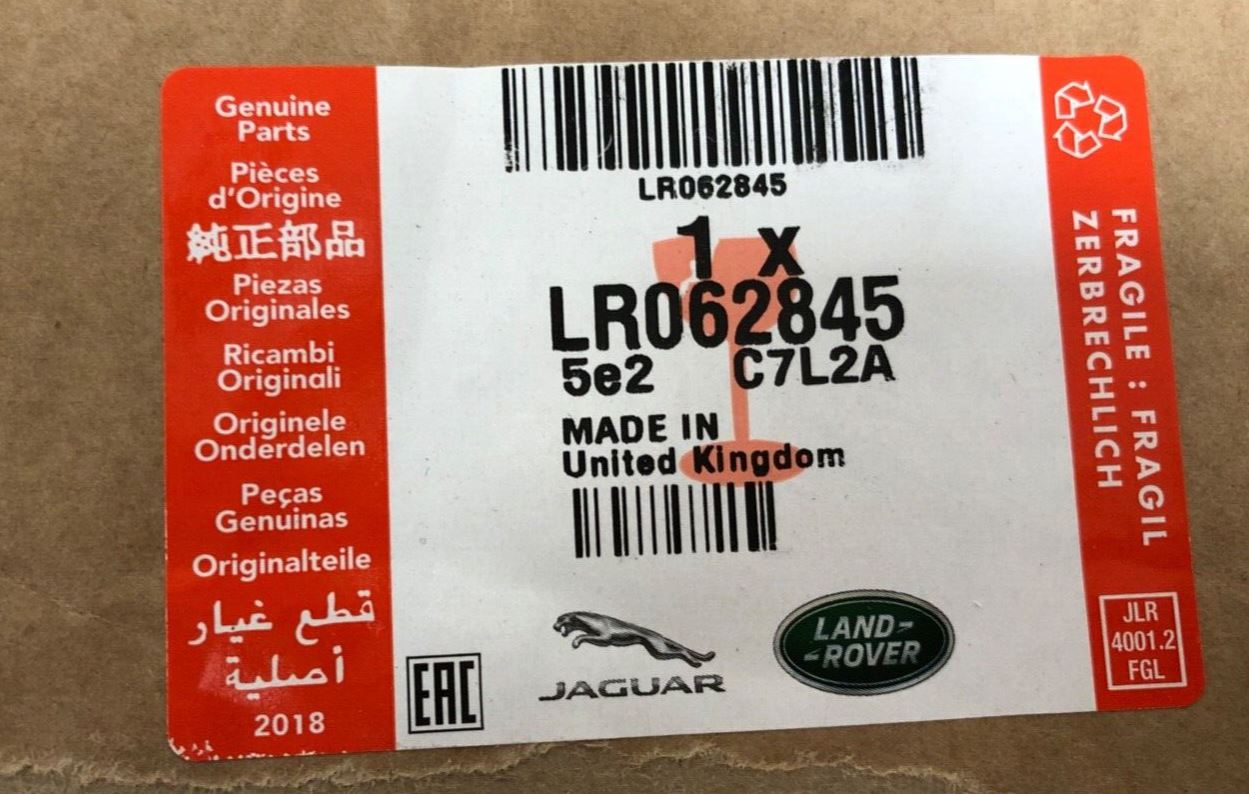 Genuine
Parts
Pièces
d'Origine
純正部品
Piezas
Originales
Ricambi
Originali
Originele
Onderdelen
Peças
Genuinas
Originalteile
قطع غيار
أصلية
2018
LR062845
1 x
LR062845
5e2 C7L2A
MADE IN
United Kingdom
EAC
JAGUAR
LAND-
-ROVER
FRAGILE : FRAGIL
ZERBRECHLICH
JLR
4001.2
FGL